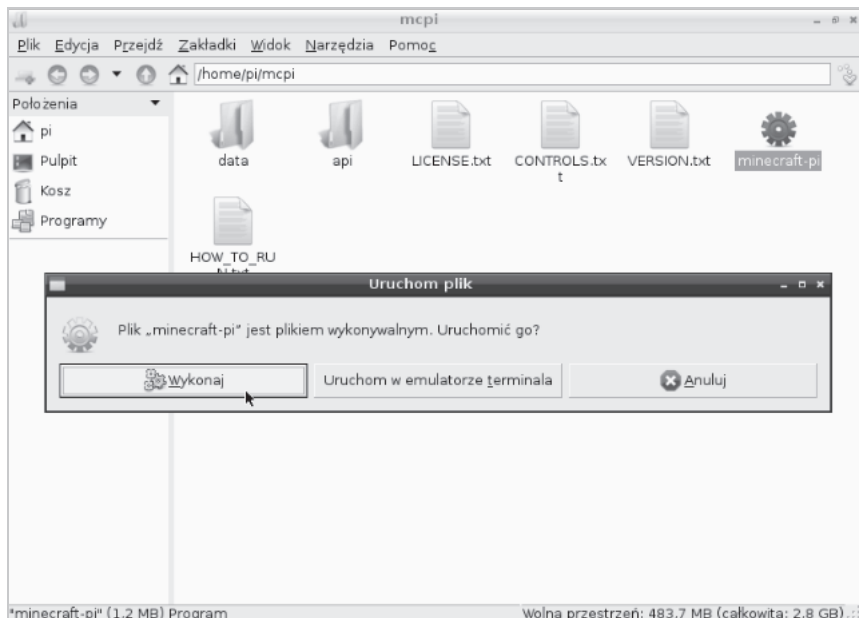 mcpi
Plik Edycja Przejdź Zakładki Widok Narzędzia Pomoc
/home/pi/mcpi
Położenia
pi
Pulpit
Kosz
Programy
data
api
LICENSE.txt
CONTROLS.tx
t
VERSION.txt
minecraft-pi
HOW_TO_RU
N.txt
Uruchom plik
Plik „minecraft-pi” jest plikiem wykonywalnym. Uruchomić go?
Wykonaj
Uruchom w emulatorze terminala
Anuluj
"minecraft-pi" (1,2 MB) Program
Wolna przestrzeń: 483,7 MB (całkowita: 2,8 GB)